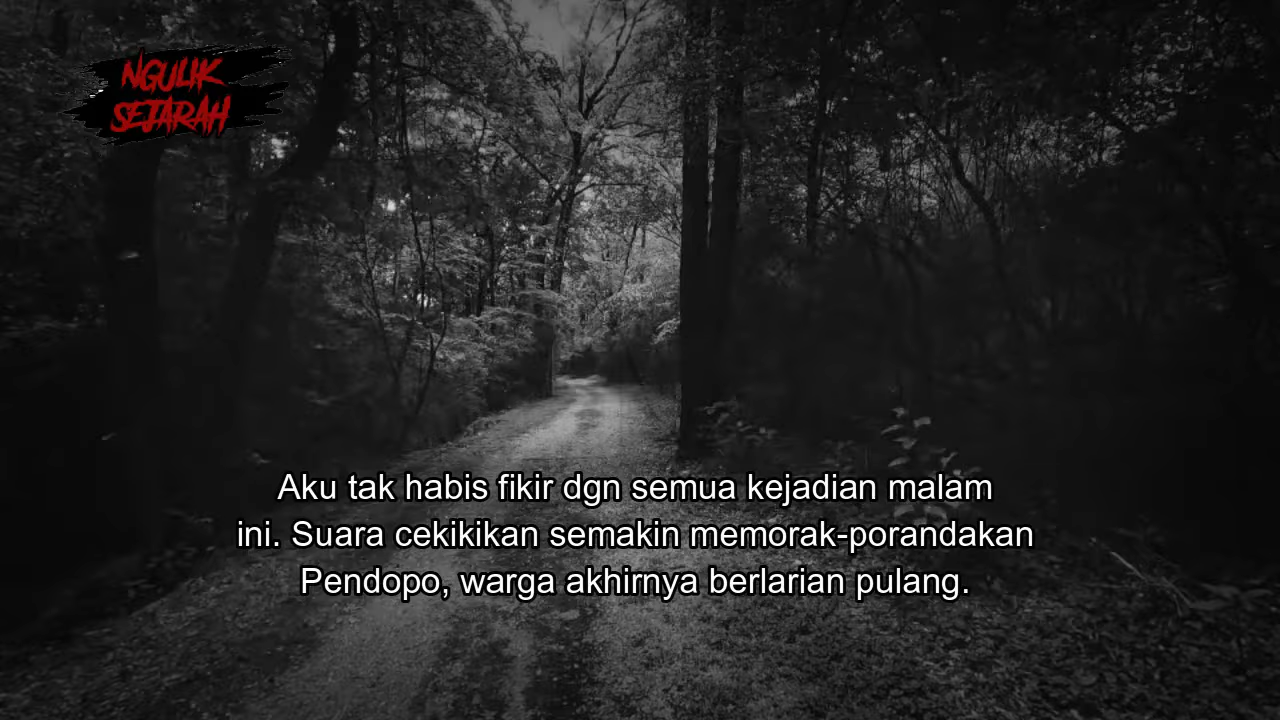 NGULIK
SEJARAH
Aku tak habis fikir dgn semua kejadian malam
ini. Suara cekikikan semakin memorak-porandakan
Pendopo, warga akhirnya berlarian pulang.